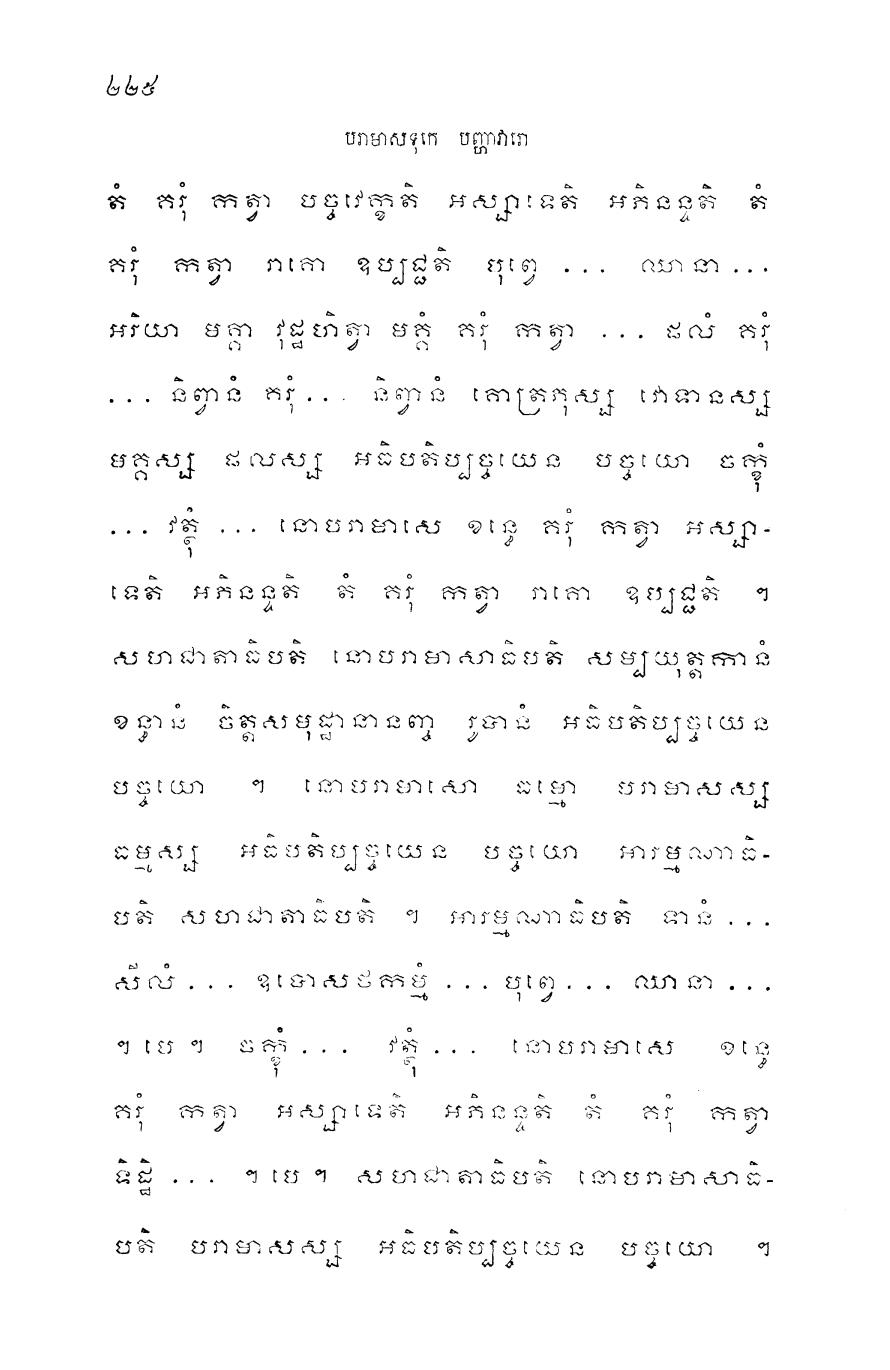 ២២៥
បរាមាសទុកេ បញ្ហាវារោ
តំ គរុំ កត្វា បច្ចវេក្ខតិ អស្សាទេតិ អភិនន្ទតិ តំ
គរុំ កត្វា រាគោ ឧប្បជ្ជតិ បុព្វេ ... ឈានា ...
អរិយា មគ្គា វុដ្ឋហិត្វា មគ្គំ គរុំ កត្វា ... ផលំ គរុំ
... និព្វានំ គរុំ ... និព្វានំ គោត្រភុស្ស វោទានស្ស
មគ្គស្ស ផលស្ស អធិបតិប្បច្ចយេន បច្ចយោ ចក្ខុំ
... វត្ថុំ ... នោបរាមាសេ ខន្ធេ គរុំ កត្វា អស្សា-
ទេតិ អភិនន្ទតិ តំ គរុំ កត្វា រាគោ ឧប្បជ្ជតិ ។
សហជាតាធិបតិ នោបរាមាសាធិបតិ សម្បយុត្តកានំ
ខន្ធានំ ចិត្តសមុដ្ឋានានញ្ច រូបានំ អធិបតិប្បច្ចយេន
បច្ចយោ ។ នោបរាមាសោ ធម្មោ បរាមាសស្ស
ធម្មស្ស អធិបតិប្បច្ចយេន បច្ចយោ អារម្មណាធិ-
បតិ សហជាតាធិបតិ ។ អារម្មណាធិបតិ ទានំ ...
សីលំ ... ឧបោសថកម្មំ ... បុព្វេ ... ឈានា ...
។ បេ ។ ចក្ខុំ ... វត្ថុំ ... នោបរាមាសេ ខន្ធេ
គរុំ កត្វា អស្សាទេតិ អភិនន្ទតិ តំ គរុំ កត្វា
ទិដ្ឋិ ... ។ បេ ។ សហជាតាធិបតិ នោបរាមាសាធិ-
បតិ បរាមាសស្ស អធិបតិប្បច្ចយេន បច្ចយោ ។